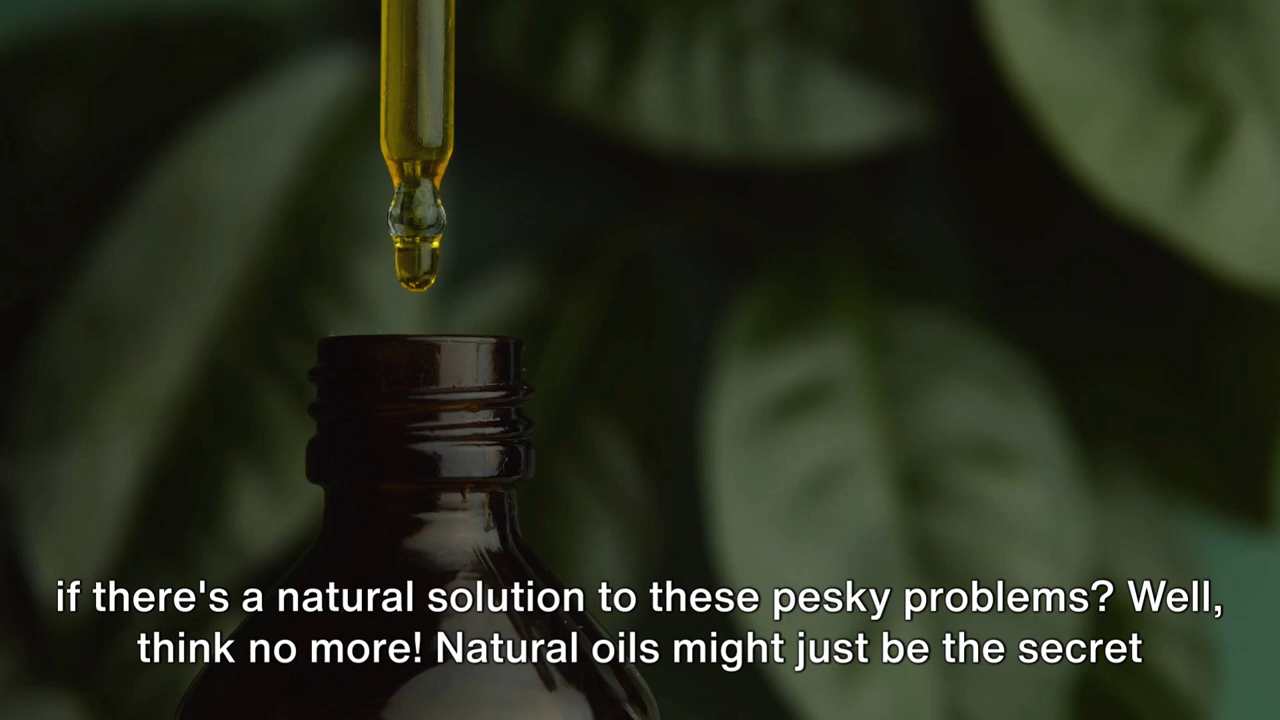 if there's a natural solution to these pesky problems? Well,
think no more! Natural oils might just be the secret